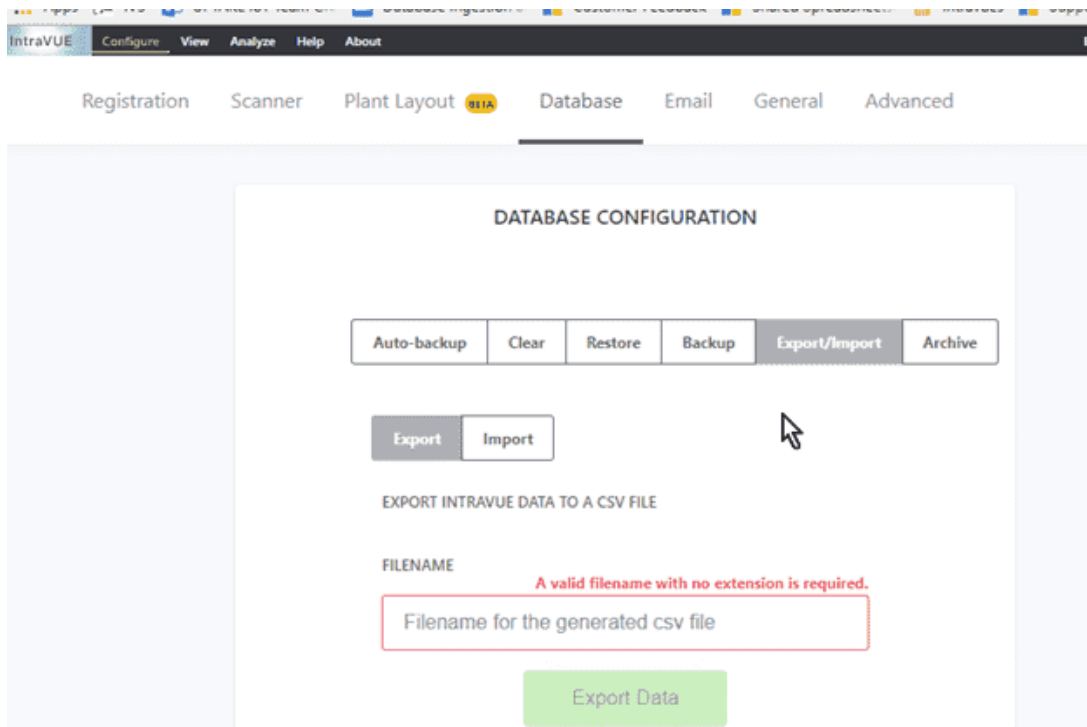 IntraVUE Configure View Analyze Help About
Registration Scanner Plant Layout BETA Database Email General Advanced
DATABASE CONFIGURATION
Auto-backup Clear Restore Backup Export/Import Archive
Export Import
EXPORT INTRAVUE DATA TO A CSV FILE
FILENAME
A valid filename with no extension is required.
Filename for the generated csv file
Export Data